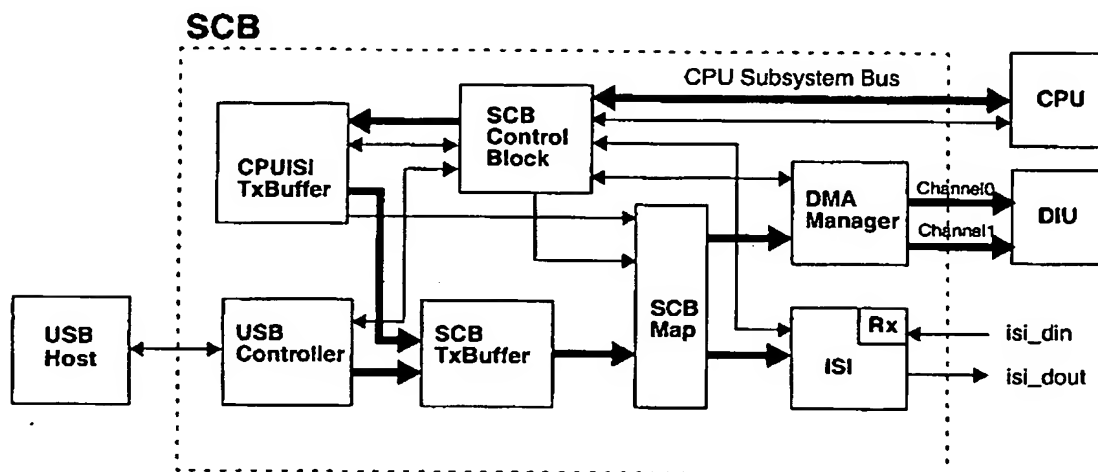 SCB
CPU Subsystem Bus
CPU
SCB
Control
Block
CPUISI
TxBuffer
DMA
Manager
Channel0
Channel1
DIU
USB
Host
USB
Controller
SCB
TxBuffer
SCB
Map
Rx
ISI
isi_din
isi_dout